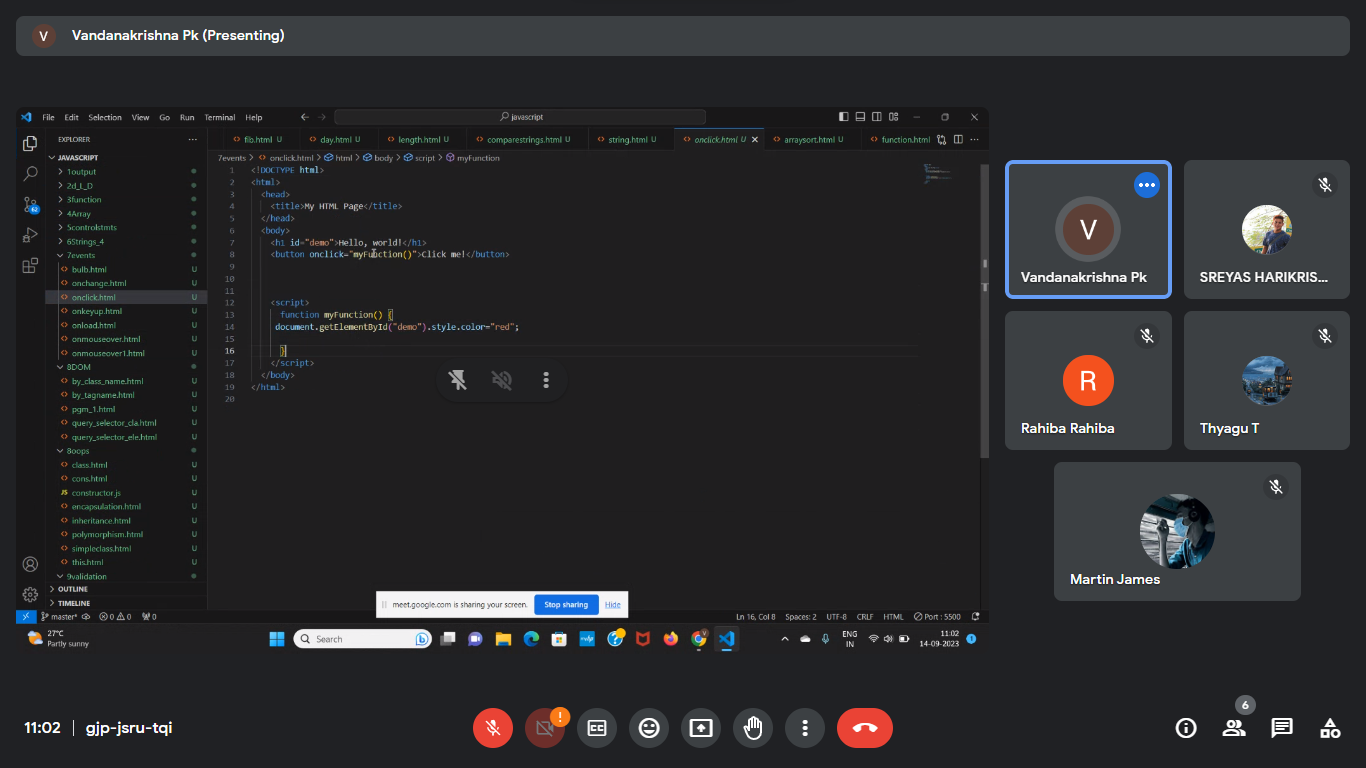 V Vandanakrishna Pk (Presenting)
File Edit Selection View Go Run Terminal Help
javascript
EXPLORER
fib.html U day.html U length.html U comparestrings.html U string.html U onclick.html U arraysort.html U function.html
JAVASCRIPT
7events > onclick.html > html > body > script > myFunction
1output
2d_L_D
3function
4Array
5controlstmts
6Strings_4
7events
bulb.html U
onchange.html U
onclick.html U
onkeyup.html U
onload.html U
onmouseover.html U
onmouseover1.html U
8DOM
by_class_name.html U
by_tagname.html U
pgm_1.html U
query_selector_cla.html U
query_selector_ele.html U
8oops
class.html U
cons.html U
JS constructor.js U
encapsulation.html U
inheritance.html U
polymorphism.html U
simpleclass.html U
this.html U
9validation
OUTLINE
TIMELINE
62
1 <!DOCTYPE html>
2 <html>
3 <head>
4 <title>My HTML Page</title>
5 </head>
6 <body>
7 <h1 id="demo">Hello, world!</h1>
8 <button onclick="myFunction()">Click me!</button>
9
10
11
12 <script>
13 function myFunction() {
14 document.getElementById("demo").style.color="red";
15
16 }
17 </script>
18 </body>
19 </html>
20
meet.google.com is sharing your screen. Stop sharing Hide
master* 0 0 0 Ln 16, Col 8 Spaces: 2 UTF-8 CRLF HTML Port : 5500
27°C
Partly sunny
Search
ENG
IN
11:02
14-09-2023
1
V
Vandanakrishna Pk
SREYAS HARIKRIS...
R
Rahiba Rahiba
Thyagu T
Martin James
11:02 | gjp-jsru-tqi
CC
6